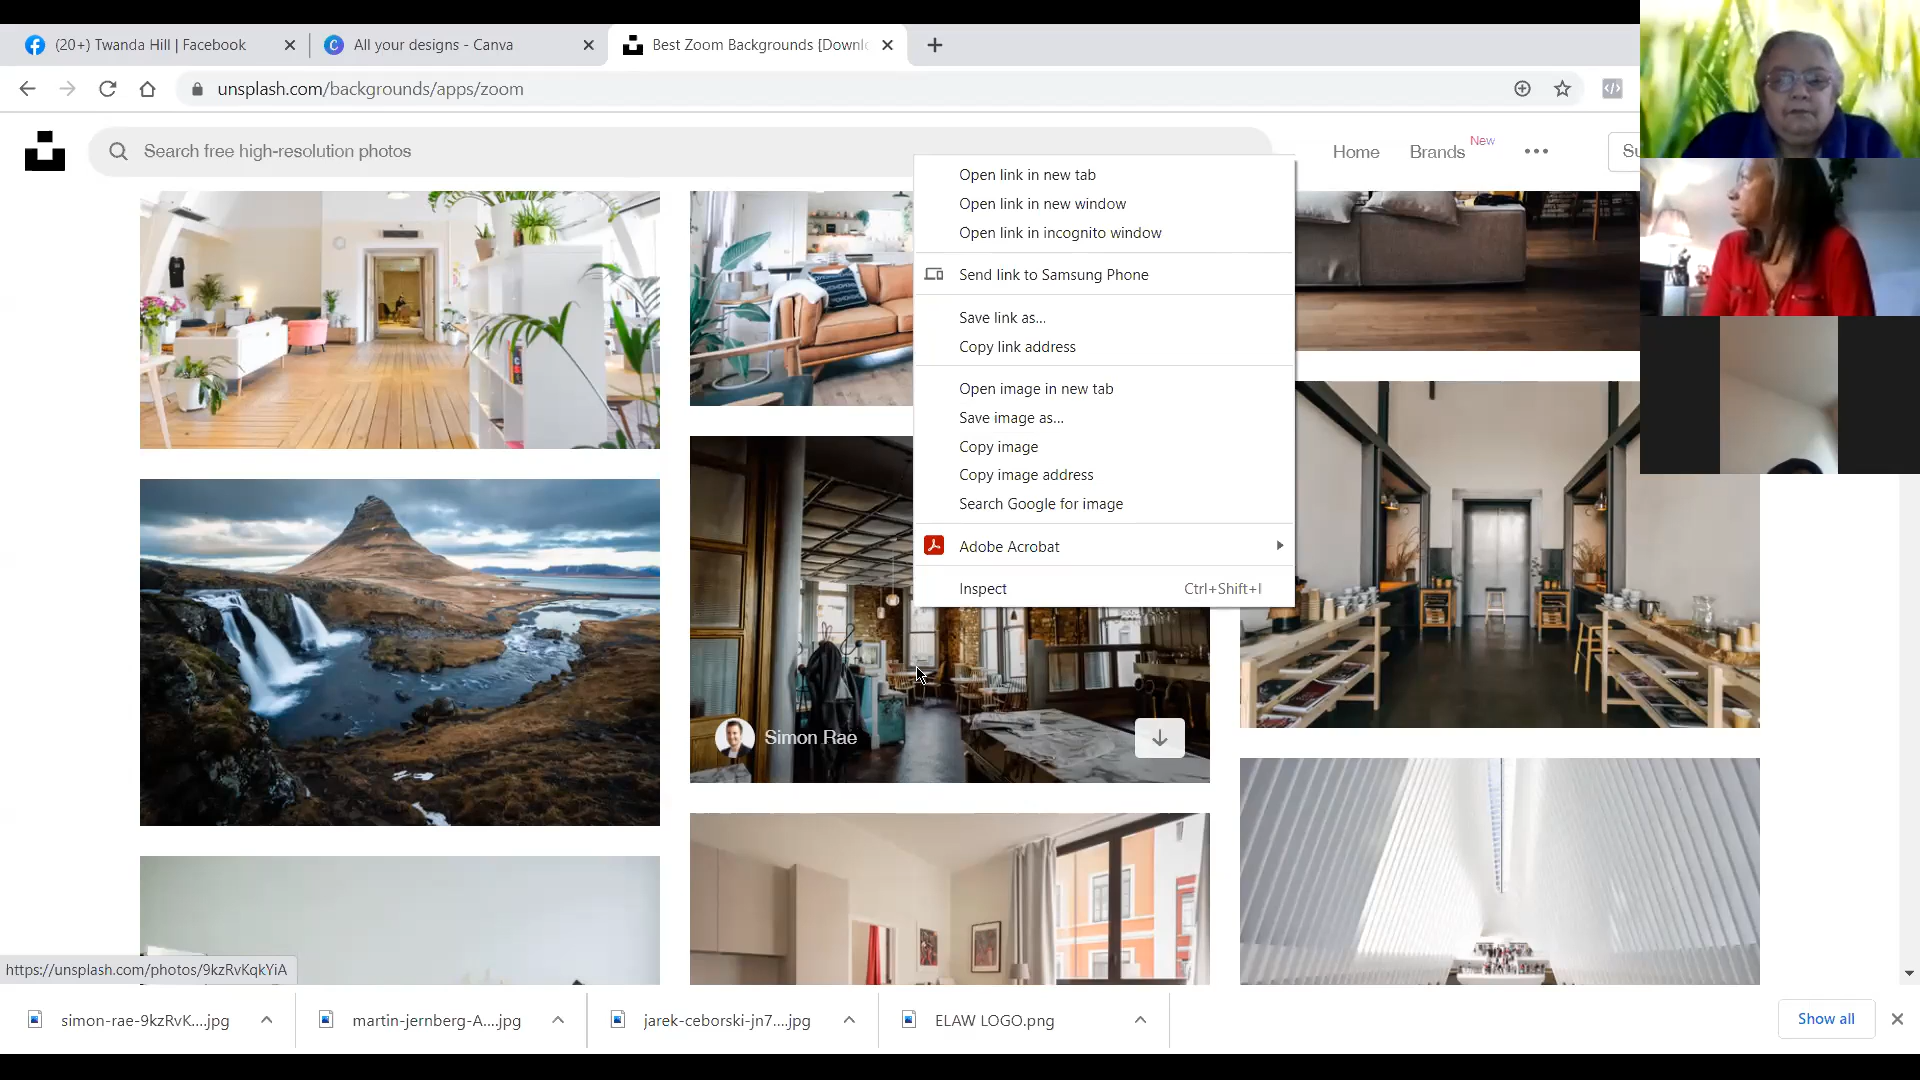 (20+) Twanda Hill | Facebook
All your designs - Canva
Best Zoom Backgrounds [Downlo
unsplash.com/backgrounds/apps/zoom
Search free high-resolution photos
Home
Brands
New
Open link in new tab
Open link in new window
Open link in incognito window
Send link to Samsung Phone
Save link as...
Copy link address
Open image in new tab
Save image as...
Copy image
Copy image address
Search Google for image
Adobe Acrobat
Inspect Ctrl+Shift+I
Simon Rae
https://unsplash.com/photos/9kzRvKqkYiA
simon-rae-9kzRvK....jpg
martin-jernberg-A....jpg
jarek-ceborski-jn7....jpg
ELAW LOGO.png
Show all